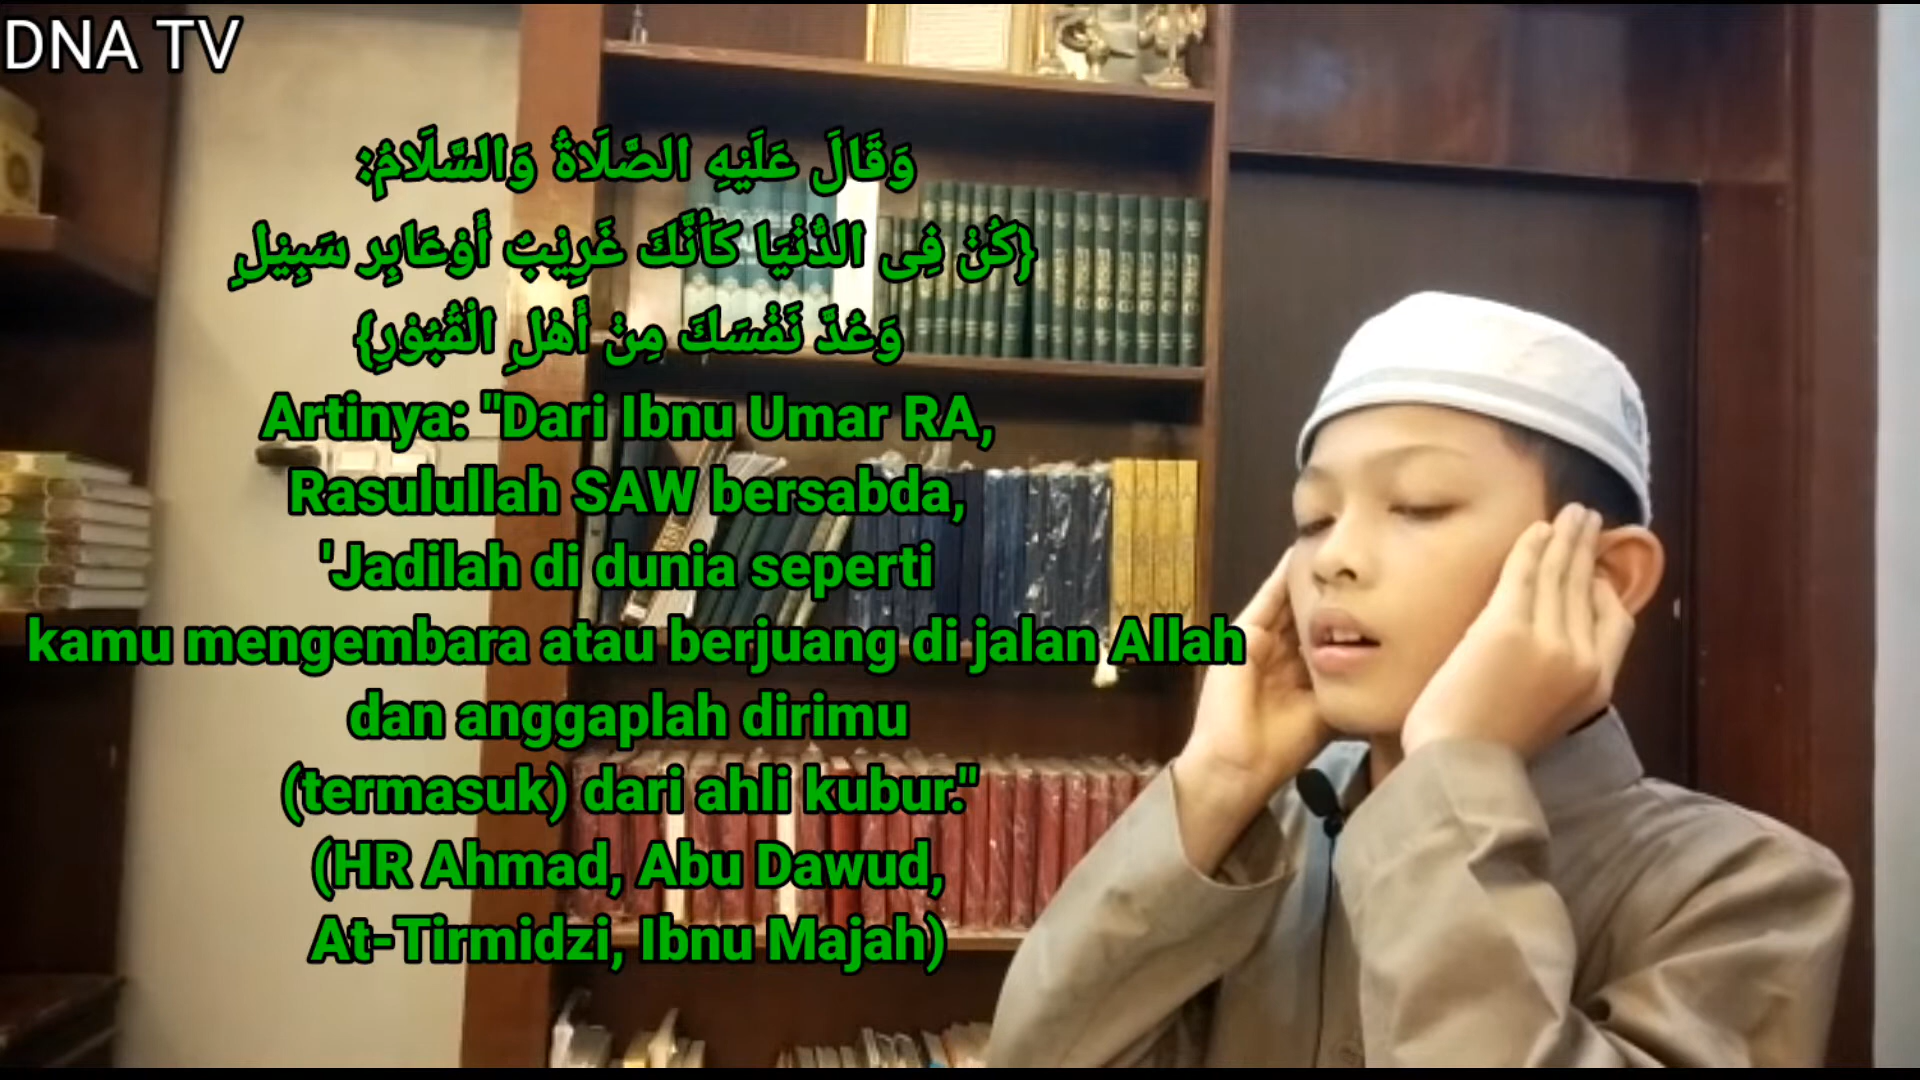 DNA TV
وَقَالَ عَلَيْهِ الصَّلَاةُ وَالسَّلَامُ:
{كُنْ فِى الدُّنْيَا كَأَنَّكَ غَرِيْبٌ أَوْعَابِر سَبِيْلٍ
وَعُدَّ نَفْسَكَ مِنْ أَهْلِ الْقُبُوْرِ}
Artinya: "Dari Ibnu Umar RA,
Rasulullah SAW bersabda,
'Jadilah di dunia seperti
kamu mengembara atau berjuang di jalan Allah
dan anggaplah dirimu
(termasuk) dari ahli kubur."
(HR Ahmad, Abu Dawud,
At-Tirmidzi, Ibnu Majah)